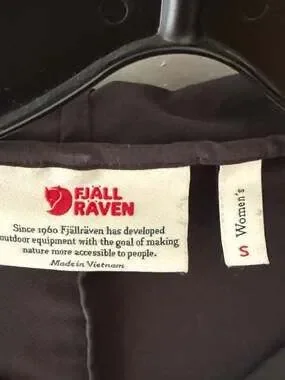 FJÄLL
RÄVEN
Since 1960 Fjällräven has developed
outdoor equipment with the goal of making
nature more accessible to people.
Made in Vietnam
Women's
S